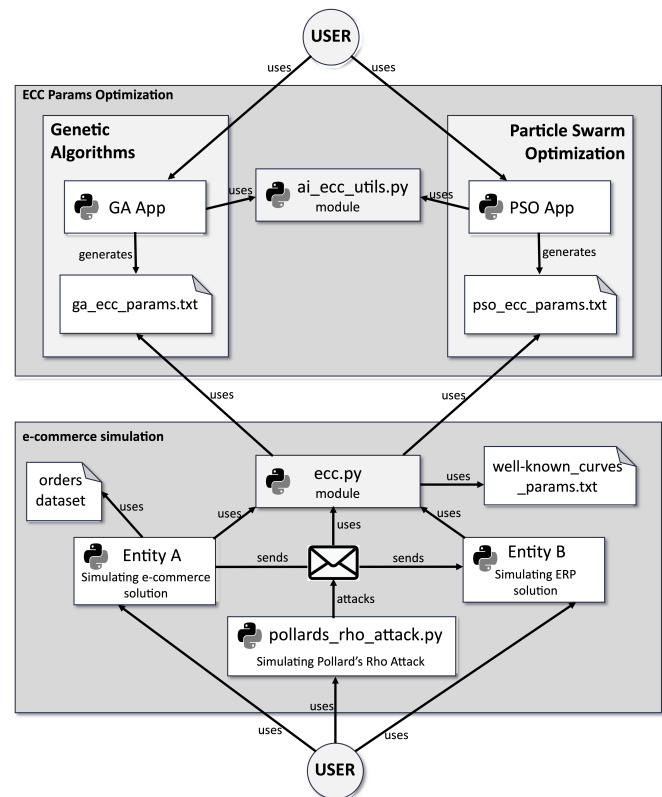 USER
uses
uses
ECC Params Optimization
Genetic
Algorithms
Particle Swarm
Optimization
GA App
uses
ai_ecc_utils.py
module
uses
PSO App
generates
generates
ga_ecc_params.txt
pso_ecc_params.txt
uses
uses
e-commerce simulation
orders
dataset
uses
uses
ecc.py
module
uses
well-known_curves
_params.txt
uses
uses
Entity A
Simulating e-commerce
solution
sends
sends
Entity B
Simulating ERP
solution
attacks
pollards_rho_attack.py
Simulating Pollard's Rho Attack
uses
uses
uses
USER